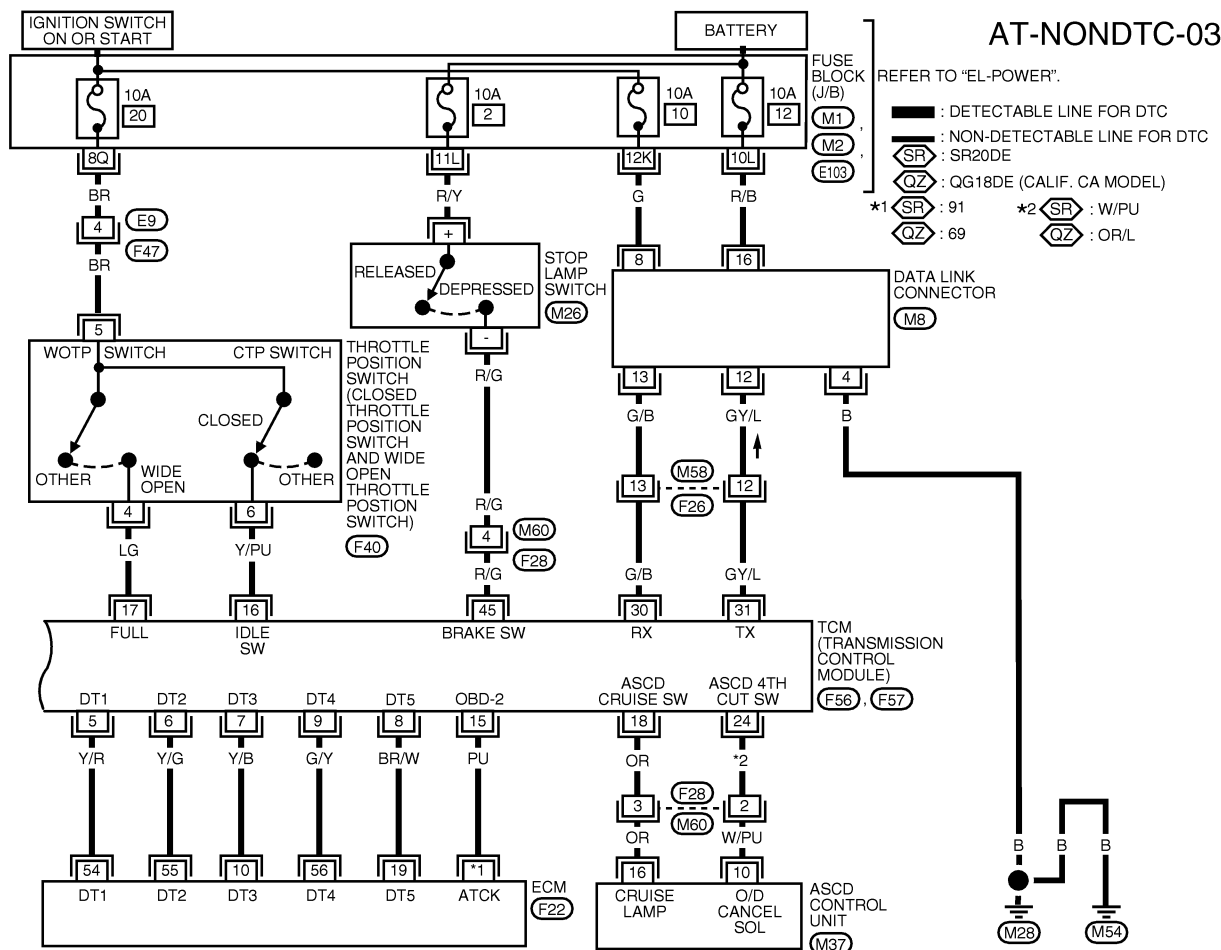 IGNITION SWITCH
ON OR START
BATTERY
AT-NONDTC-03
FUSE
BLOCK
(J/B)
M1 ,
M2 ,
E103
REFER TO “EL-POWER”.
10A
20
10A
2
10A
10
10A
12
: DETECTABLE LINE FOR DTC
: NON-DETECTABLE LINE FOR DTC
SR : SR20DE
QZ : QG18DE (CALIF. CA MODEL)
*1 SR : 91
QZ : 69
*2 SR : W/PU
QZ : OR/L
8Q
11L
12K
10L
BR
R/Y
G
R/B
4
E9
F47
BR
+
RELEASED
DEPRESSED
STOP
LAMP
SWITCH
M26
-
8
16
DATA LINK
CONNECTOR
M8
5
WOTP SWITCH
CTP SWITCH
CLOSED
OTHER
WIDE
OPEN
OTHER
THROTTLE
POSITION
SWITCH
(CLOSED
THROTTLE
POSITION
SWITCH
AND WIDE
OPEN
THROTTLE
POSTION
SWITCH)
F40
R/G
13
12
4
G/B
GY/L
B
M58
13
12
F26
4
6
LG
Y/PU
R/G
4
M60
F28
R/G
G/B
GY/L
17
16
45
30
31
FULL
IDLE
SW
BRAKE SW
RX
TX
TCM
(TRANSMISSION
CONTROL
MODULE)
F56 , F57
DT1
DT2
DT3
DT4
DT5
OBD-2
ASCD
CRUISE SW
ASCD 4TH
CUT SW
5
6
7
9
8
15
18
24
Y/R
Y/G
Y/B
G/Y
BR/W
PU
OR
*2
F28
3
2
M60
OR
W/PU
54
55
10
56
19
*1
16
10
DT1
DT2
DT3
DT4
DT5
ATCK
ECM
F22
CRUISE
LAMP
O/D
CANCEL
SOL
ASCD
CONTROL
UNIT
M37
B
B
B
M28
M54